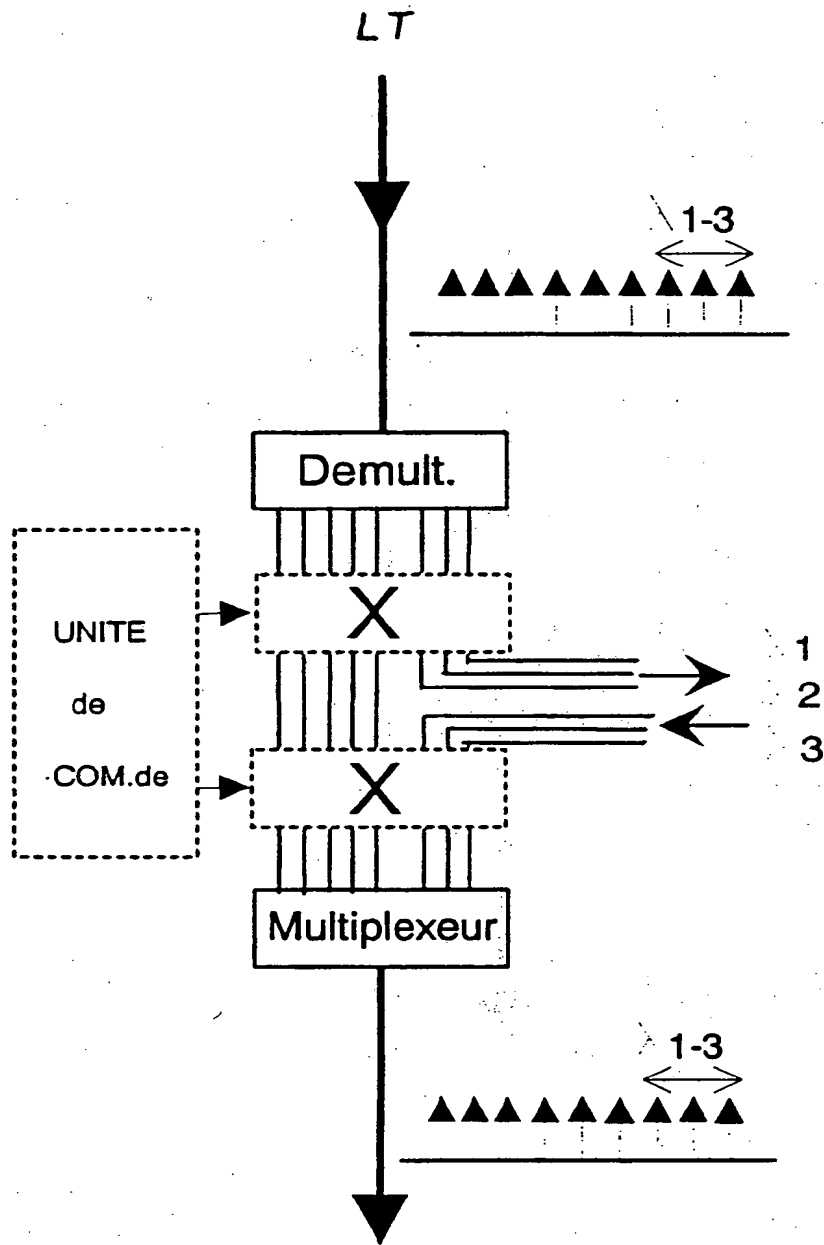 LT
λ 1-3
Demult.
X
UNITE
de
COM.de
1
2
3
X
Multiplexeur
λ 1-3